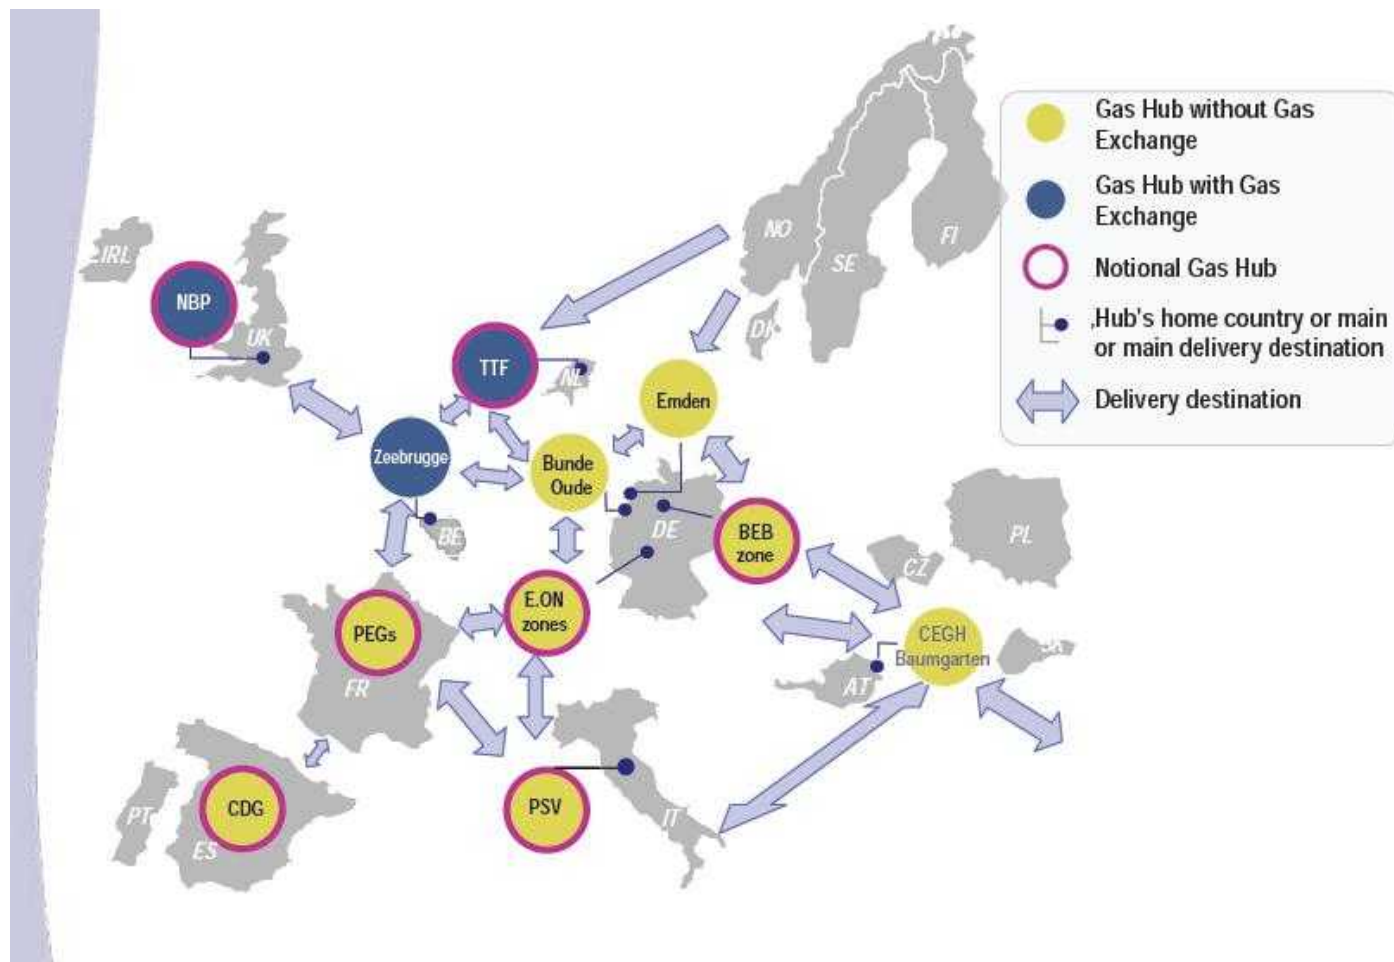 Gas Hub without Gas
Exchange
Gas Hub with Gas
Exchange
Notional Gas Hub
,Hub's home country or main
or main delivery destination
Delivery destination
NO
FI
SE
IRL
NBP
UK
DK
TTF
NL
Emden
Zeebrugge
Bunde
Oude
BE
DE
BEB
zone
PL
CZ
E.ON
zones
PEGs
FR
CEGH
Baumgarten
AT
PT
CDG
ES
PSV
IT